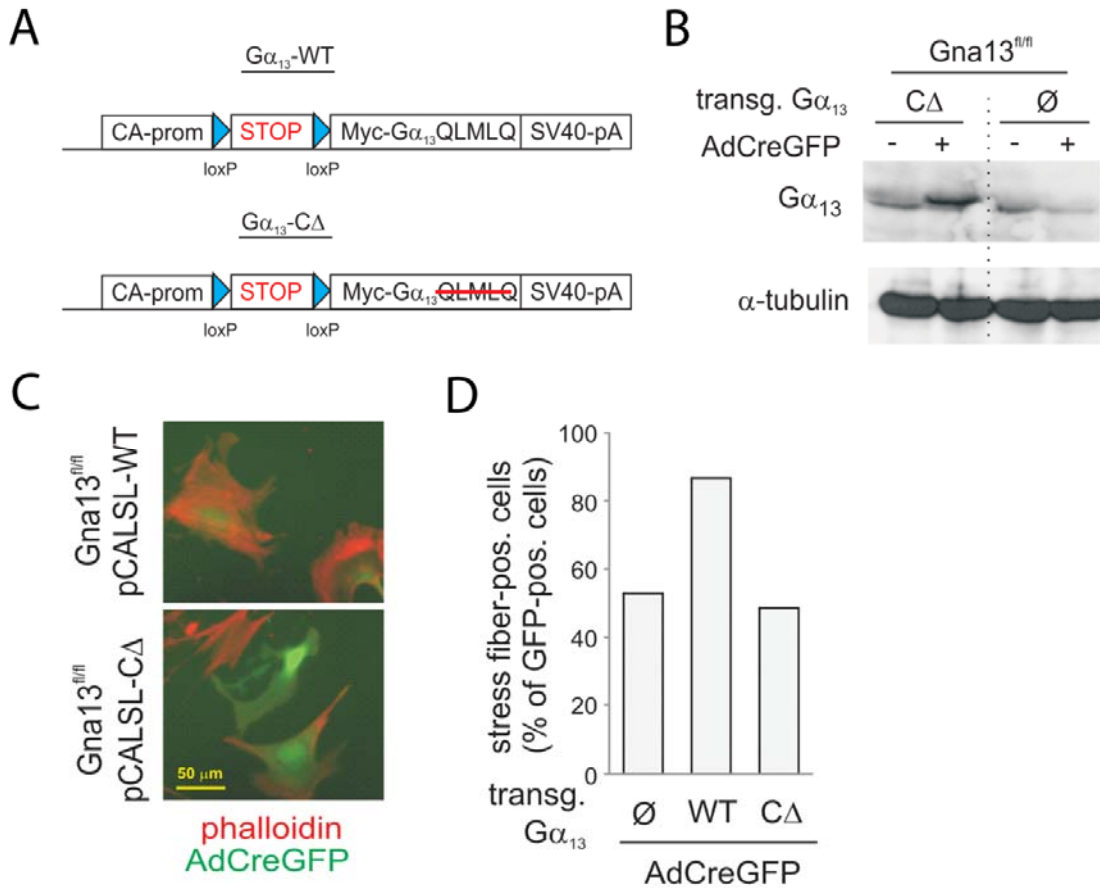 A
Gα13-WT
CA-prom STOP Myc-Gα13QLMLQ SV40-pA
loxP loxP
Gα13-CΔ
CA-prom STOP Myc-Gα13QLMLQ SV40-pA
loxP loxP
B
Gna13fl/fl
transg. Gα13 CΔ Ø
AdCreGFP - + - +
Gα13
α-tubulin
C
Gna13fl/fl
pCALSL-WT
Gna13fl/fl
pCALSL-CΔ
50 μm
phalloidin
AdCreGFP
D
stress fiber-pos. cells
(% of GFP-pos. cells)
100
80
60
40
20
0
transg.
Gα13
Ø WT CΔ
AdCreGFP